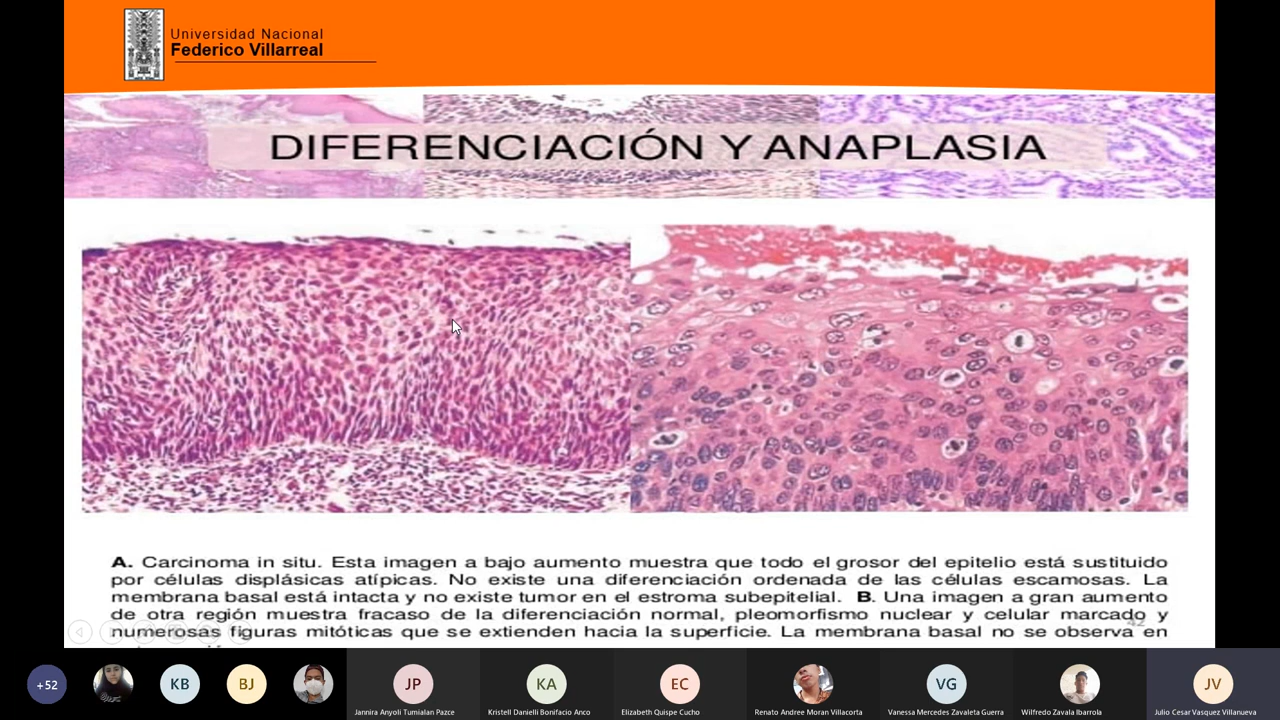 Universidad Nacional
Federico Villarreal
DIFERENCIACIÓN Y ANAPLASIA
A. Carcinoma in situ. Esta imagen a bajo aumento muestra que todo el grosor del epitelio está sustituido
por células displásicas atípicas. No existe una diferenciación ordenada de las células escamosas. La
membrana basal está intacta y no existe tumor en el estroma subepitelial. B. Una imagen a gran aumento
de otra región muestra fracaso de la diferenciación normal, pleomorfismo nuclear y celular marcado y
numerosas figuras mitóticas que se extienden hacia la superficie. La membrana basal no se observa en
42
+52
KB
BJ
JP
KA
EC
VG
JV
Jannira Anyoli Tumialan Pazce
Kristell Danielli Bonifacio Anco
Elizabeth Quispe Cucho
Renato Andree Moran Villacorta
Vanessa Mercedes Zavaleta Guerra
Wilfredo Zavala Ibarrola
Julio Cesar Vasquez Villanueva